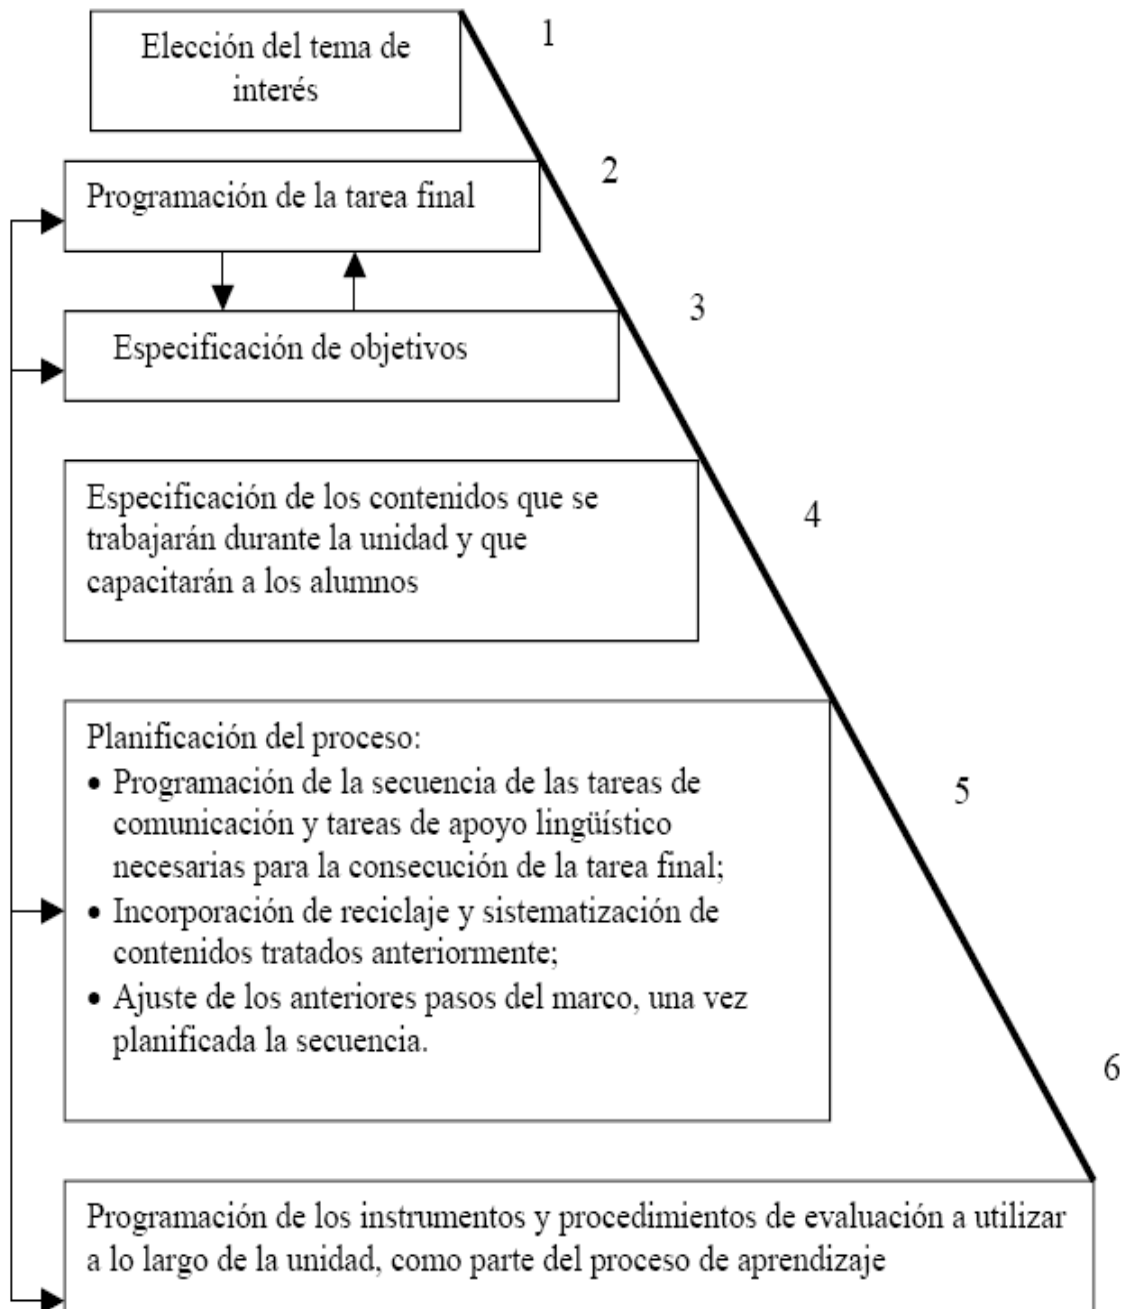 Elección del tema de
interés
1
2
Programación de la tarea final
3
Especificación de objetivos
Especificación de los contenidos que se
trabajarán durante la unidad y que
capacitarán a los alumnos
4
Planificación del proceso:
• Programación de la secuencia de las tareas de
comunicación y tareas de apoyo lingüístico
necesarias para la consecución de la tarea final;
• Incorporación de reciclaje y sistematización de
contenidos tratados anteriormente;
• Ajuste de los anteriores pasos del marco, una vez
planificada la secuencia.
5
6
Programación de los instrumentos y procedimientos de evaluación a utilizar
a lo largo de la unidad, como parte del proceso de aprendizaje